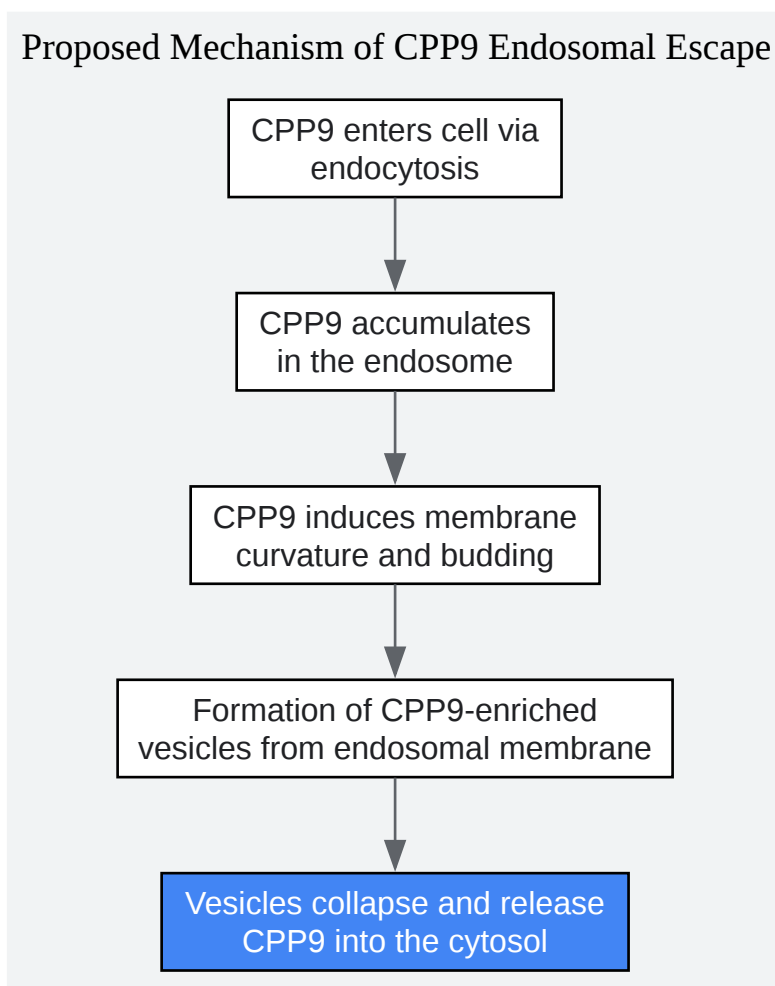 Proposed Mechanism of CPP9 Endosomal Escape
CPP9 enters cell via
endocytosis
CPP9 accumulates
in the endosome
CPP9 induces membrane
curvature and budding
Formation of CPP9-enriched
vesicles from endosomal membrane
Vesicles collapse and release
CPP9 into the cytosol